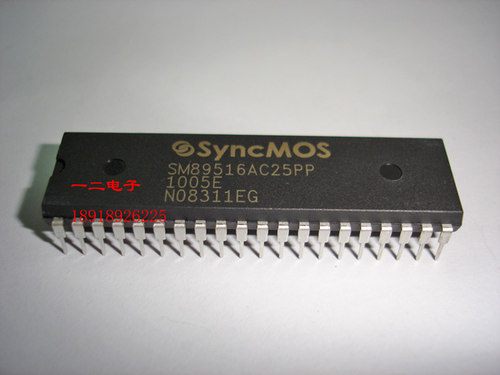 SyncMOS
SM89516AC25PP
1005E
N08311EG
一二电子
18918926225